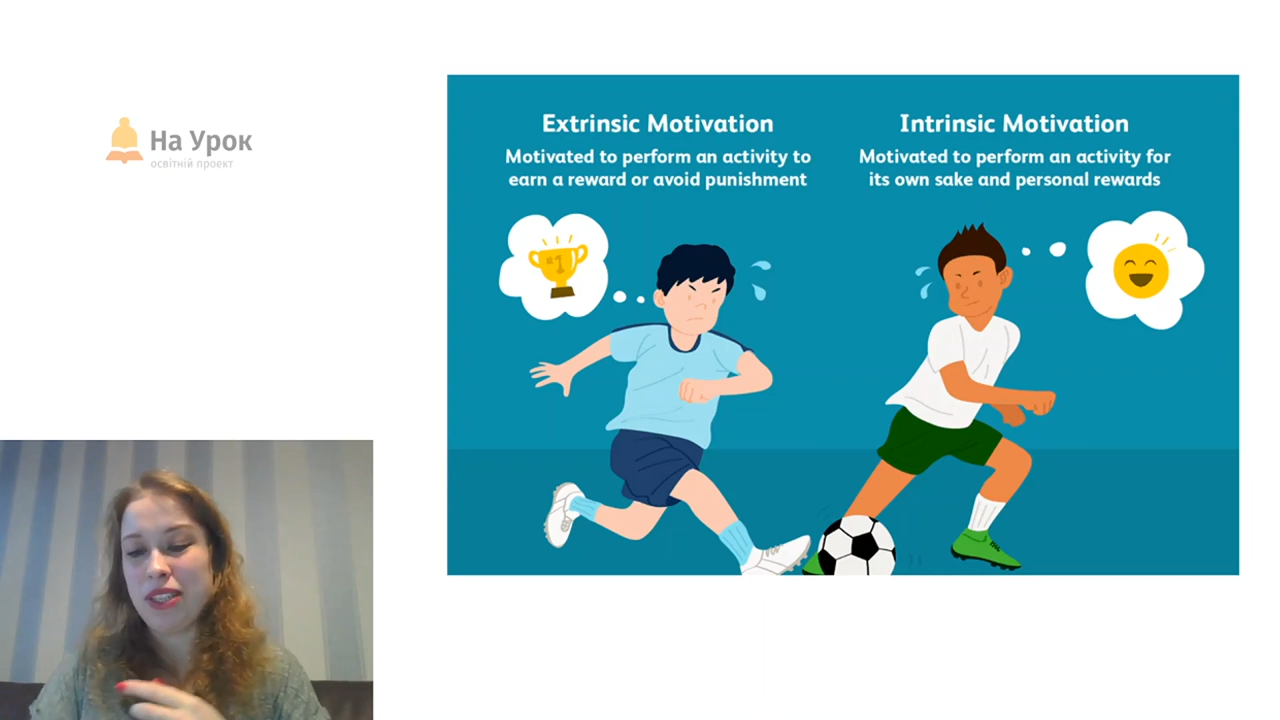 На Урок
освітній проект
Extrinsic Motivation
Motivated to perform an activity to
earn a reward or avoid punishment
Intrinsic Motivation
Motivated to perform an activity for
its own sake and personal rewards
#1